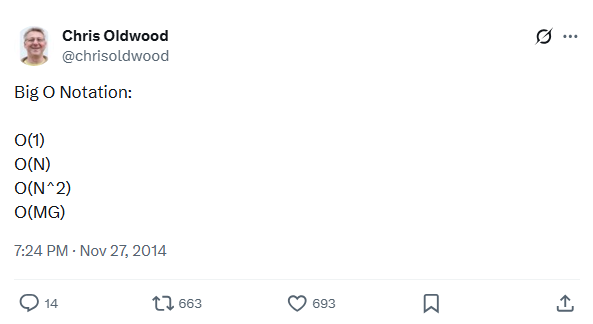 Chris Oldwood
@chrisoldwood
Big O Notation:
O(1)
O(N)
O(N^2)
O(MG)
7:24 PM · Nov 27, 2014
14 663 693